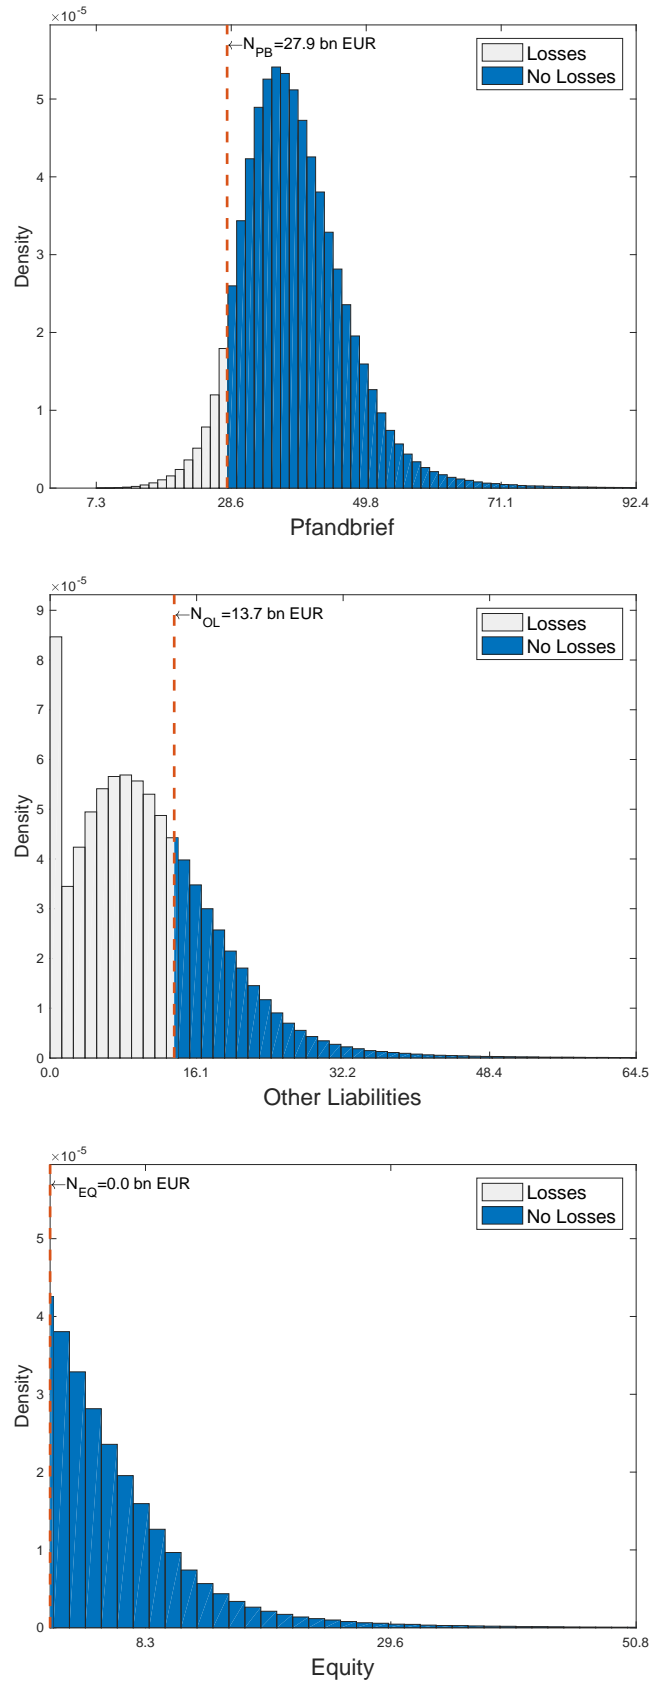 ×10-5
N_PB=27.9 bn EUR
Losses
No Losses
5
4
3
2
1
0
Density
7.3 28.6 49.8 71.1 92.4
Pfandbrief
×10-5
N_OL=13.7 bn EUR
Losses
No Losses
9
8
7
6
5
4
3
2
1
0
Density
0.0 16.1 32.2 48.4 64.5
Other Liabilities
×10-5
N_EQ=0.0 bn EUR
Losses
No Losses
5
4
3
2
1
0
Density
8.3 29.6 50.8
Equity